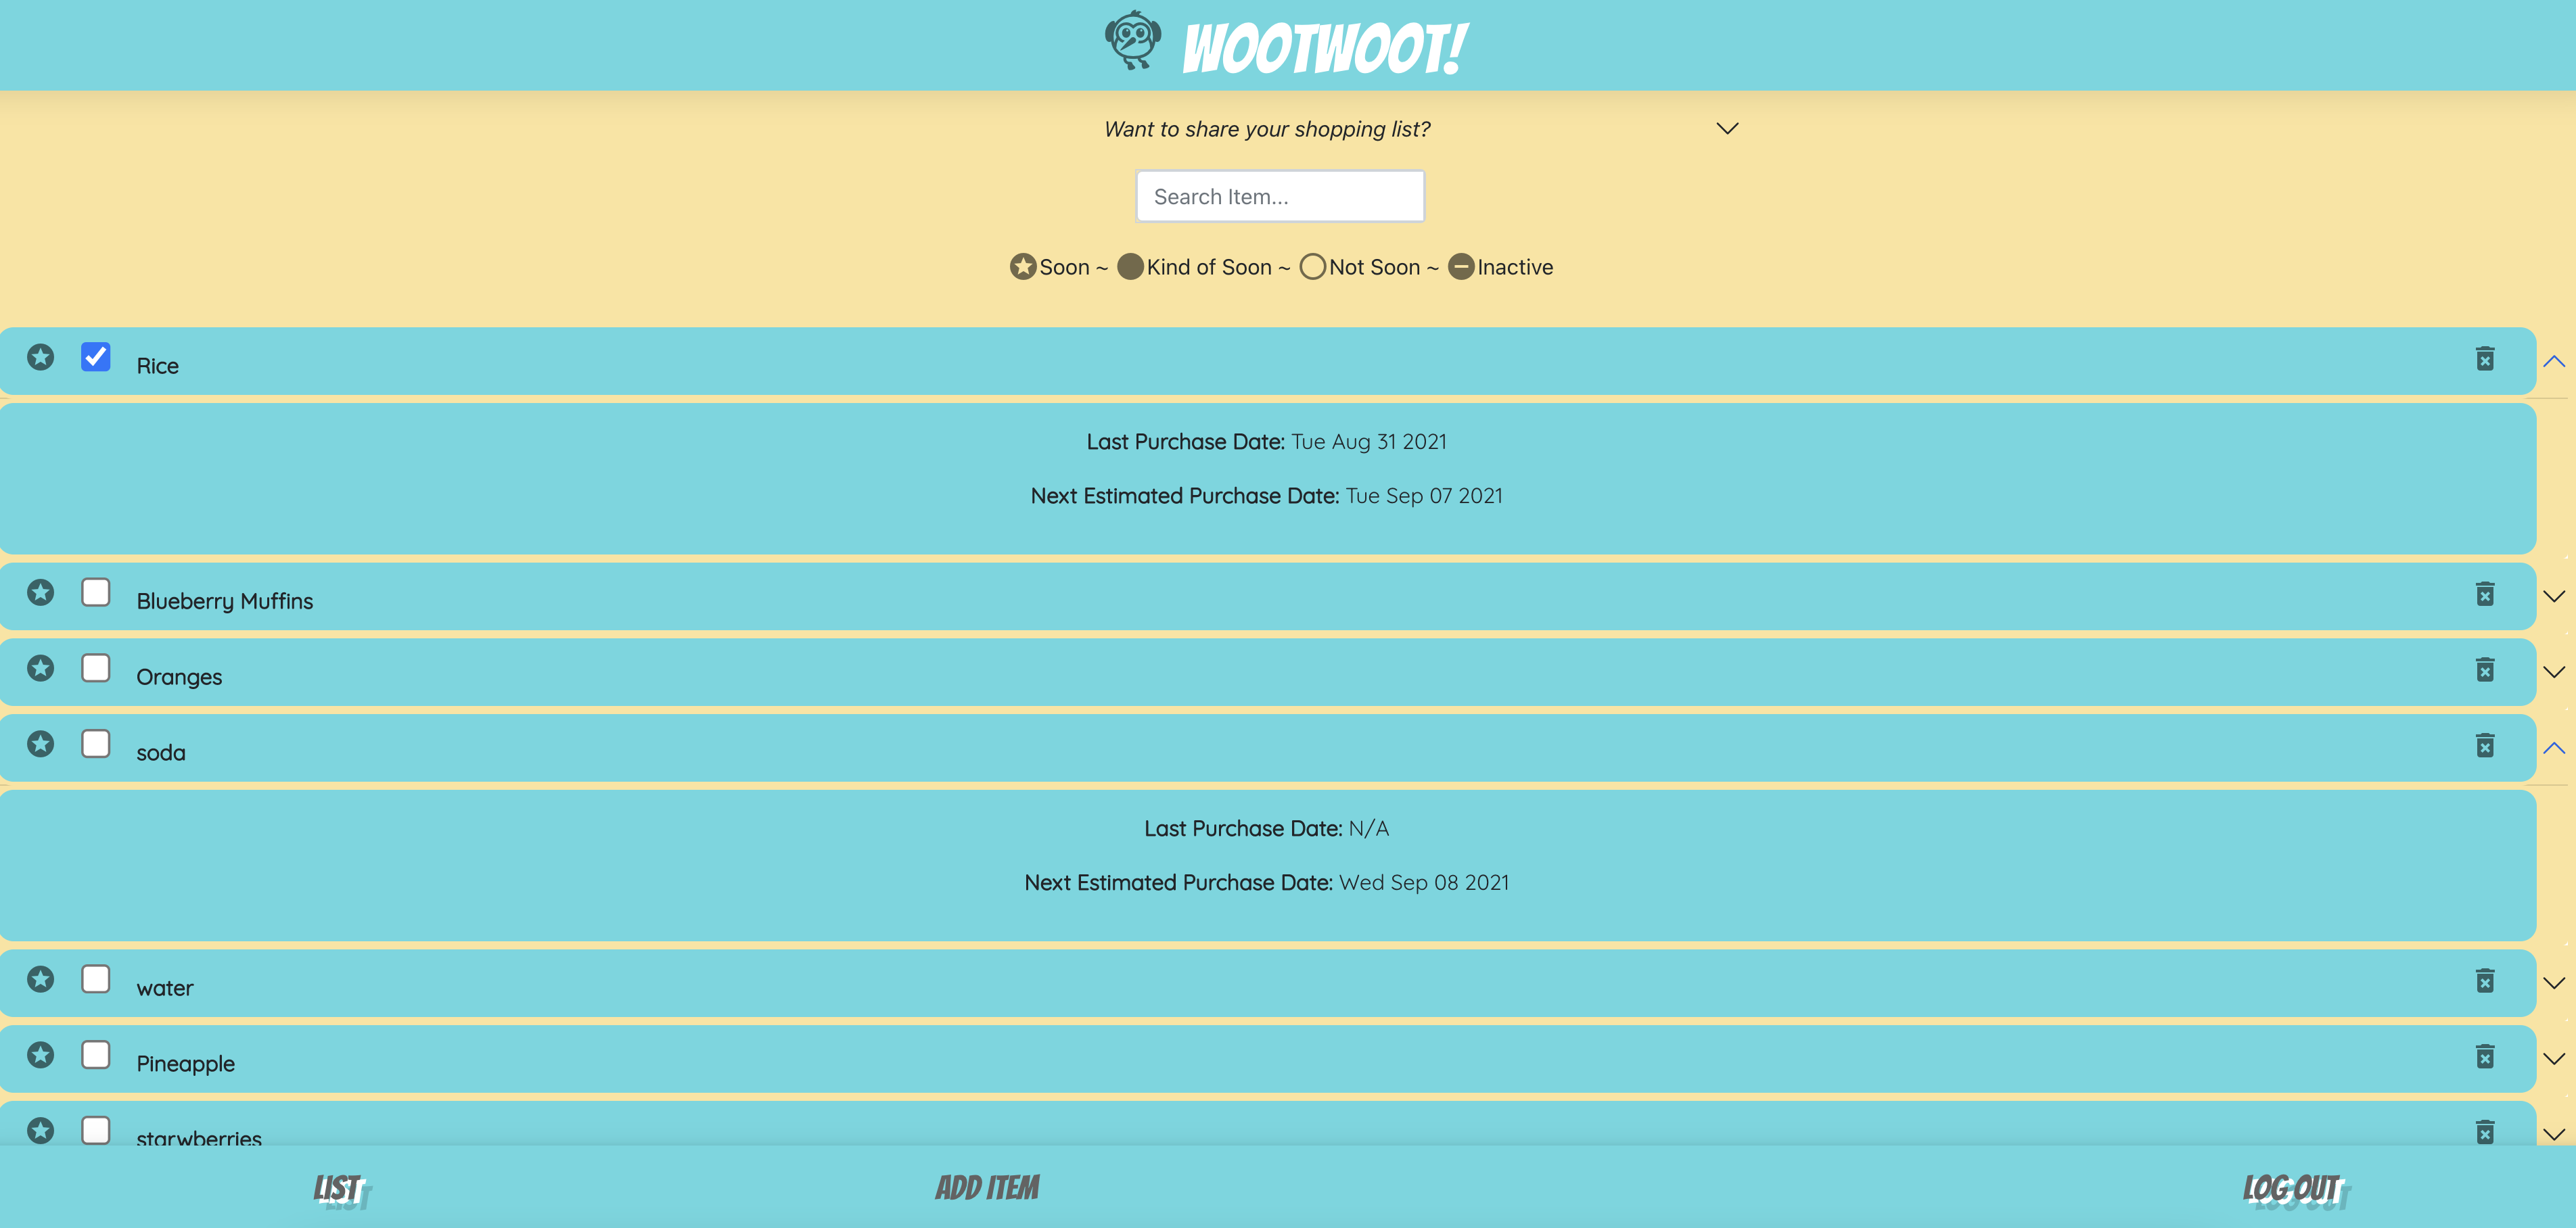 WOOTWOOT!
Want to share your shopping list?
Search Item...
Soon ~ Kind of Soon ~ Not Soon ~ Inactive
Rice
Last Purchase Date: Tue Aug 31 2021
Next Estimated Purchase Date: Tue Sep 07 2021
Blueberry Muffins
Oranges
soda
Last Purchase Date: N/A
Next Estimated Purchase Date: Wed Sep 08 2021
water
Pineapple
starwberries
LIST ADD ITEM LOG OUT